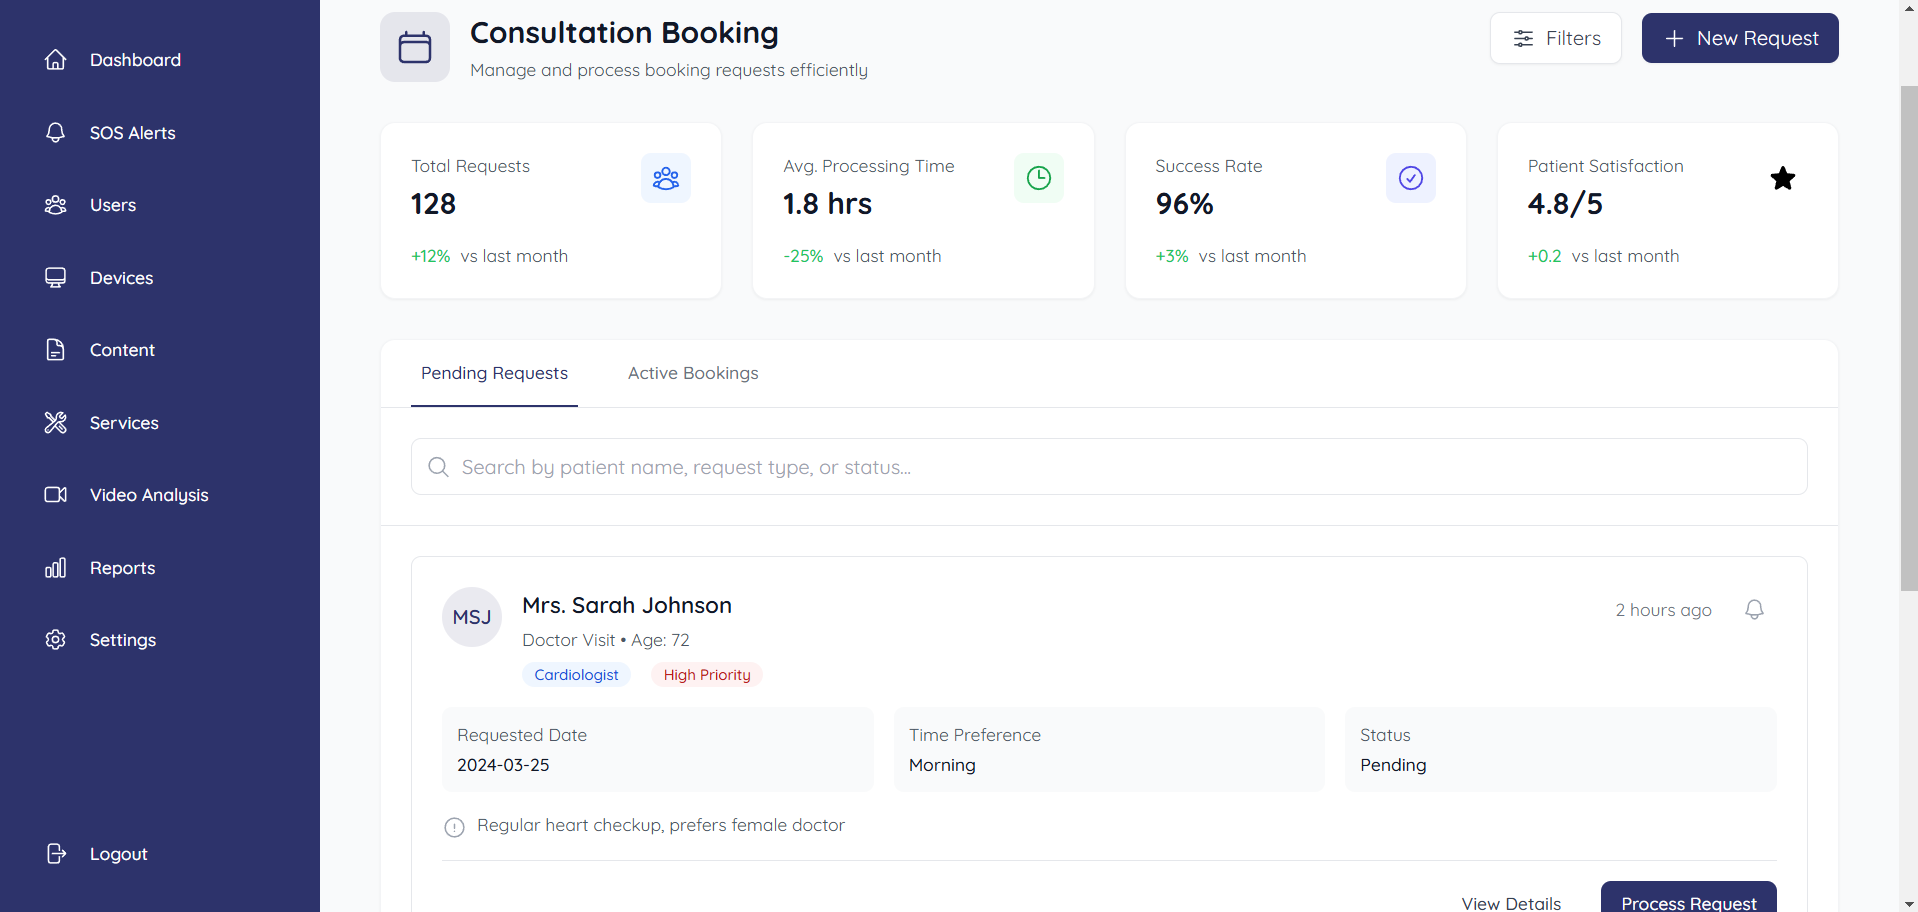 Dashboard
SOS Alerts
Users
Devices
Content
Services
Video Analysis
Reports
Settings
Logout
Consultation Booking
Manage and process booking requests efficiently
Filters
New Request
Total Requests
128
+12% vs last month
Avg. Processing Time
1.8 hrs
-25% vs last month
Success Rate
96%
+3% vs last month
Patient Satisfaction
4.8/5
+0.2 vs last month
Pending Requests
Active Bookings
Search by patient name, request type, or status...
MSJ
Mrs. Sarah Johnson
Doctor Visit • Age: 72
Cardiologist
High Priority
2 hours ago
Requested Date
2024-03-25
Time Preference
Morning
Status
Pending
Regular heart checkup, prefers female doctor
View Details
Process Request